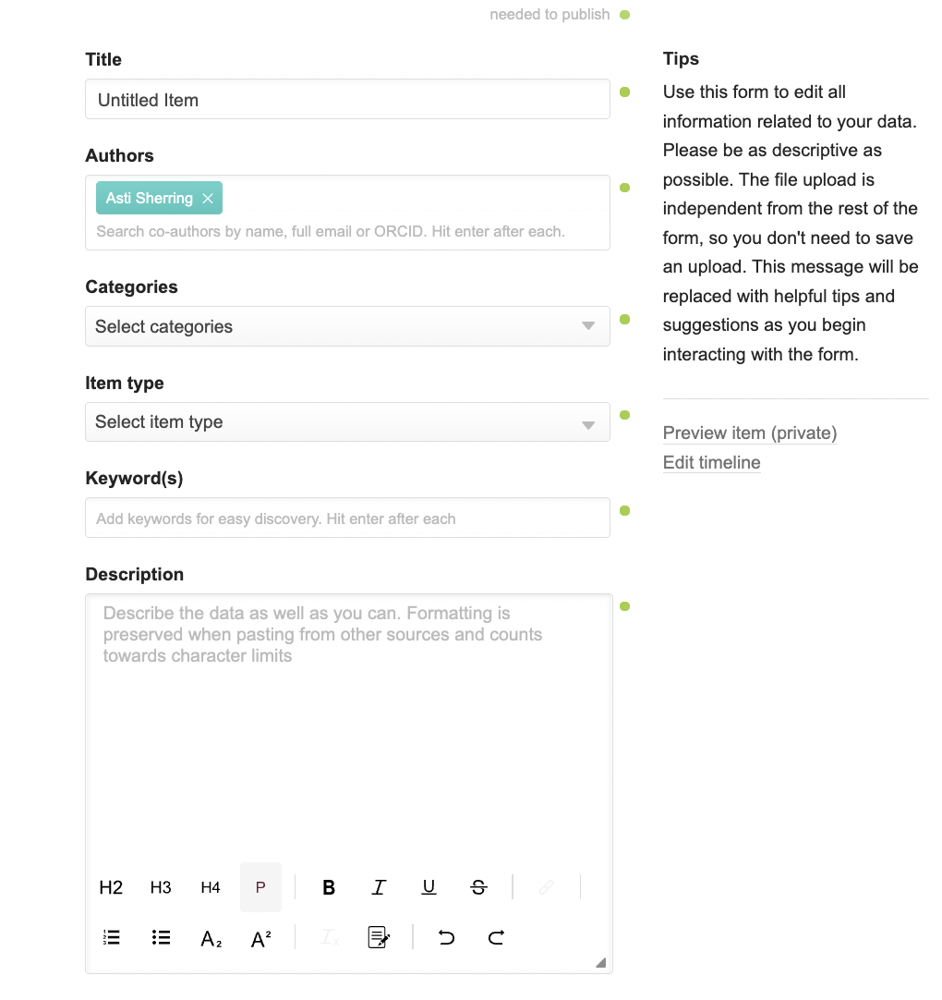 needed to publish
Title
Untitled Item
Authors
Asti Sherring
Search co-authors by name, full email or ORCID. Hit enter after each.
Categories
Select categories
Item type
Select item type
Keyword(s)
Add keywords for easy discovery. Hit enter after each
Description
Describe the data as well as you can. Formatting is
preserved when pasting from other sources and counts
towards character limits
H2 H3 H4 P B I U S
A₂ A² Ix
Tips
Use this form to edit all
information related to your data.
Please be as descriptive as
possible. The file upload is
independent from the rest of the
form, so you don't need to save
an upload. This message will be
replaced with helpful tips and
suggestions as you begin
interacting with the form.
Preview item (private)
Edit timeline